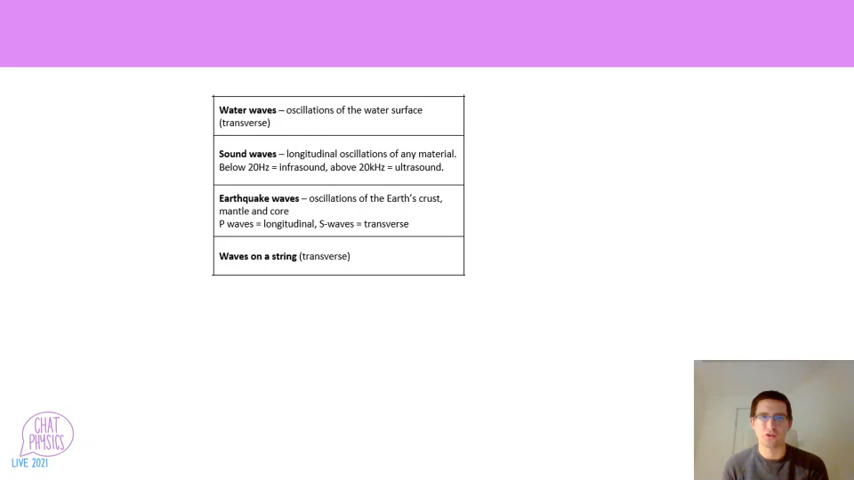 Water waves – oscillations of the water surface
(transverse)
Sound waves – longitudinal oscillations of any material.
Below 20Hz = infrasound, above 20kHz = ultrasound.
Earthquake waves – oscillations of the Earth's crust,
mantle and core
P waves = longitudinal, S-waves = transverse
Waves on a string (transverse)
CHAT
PHYSICS
LIVE 2021